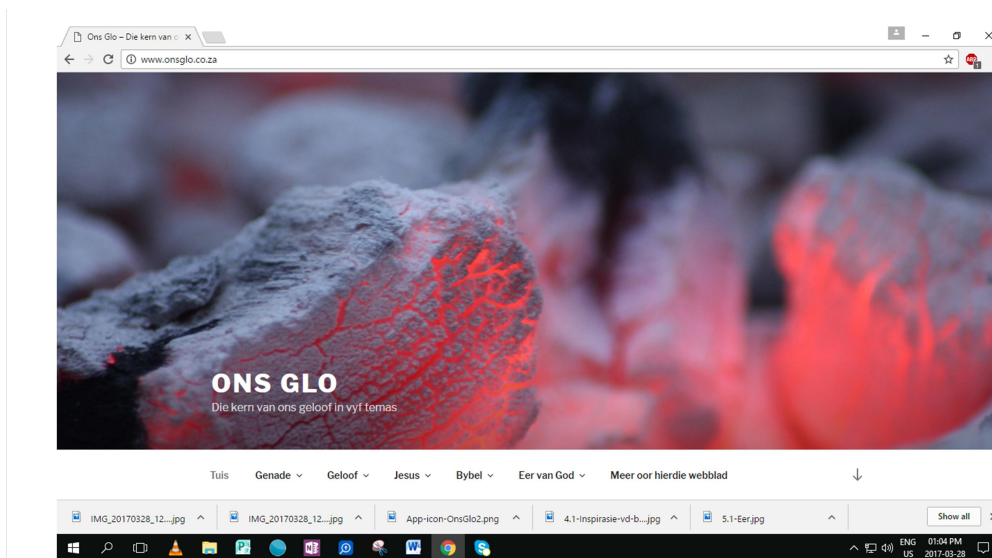 Ons Glo – Die kern van
www.onsglo.co.za
ABP
1
ONS GLO
Die kern van ons geloof in vyf temas
Tuis Genade Geloof Jesus Bybel Eer van God Meer oor hierdie webblad
IMG_20170328_12....jpg IMG_20170328_12....jpg App-icon-OnsGlo2.png 4.1-Inspirasie-vd-b....jpg 5.1-Eer.jpg Show all
ENG 01:04 PM
US 2017-03-28